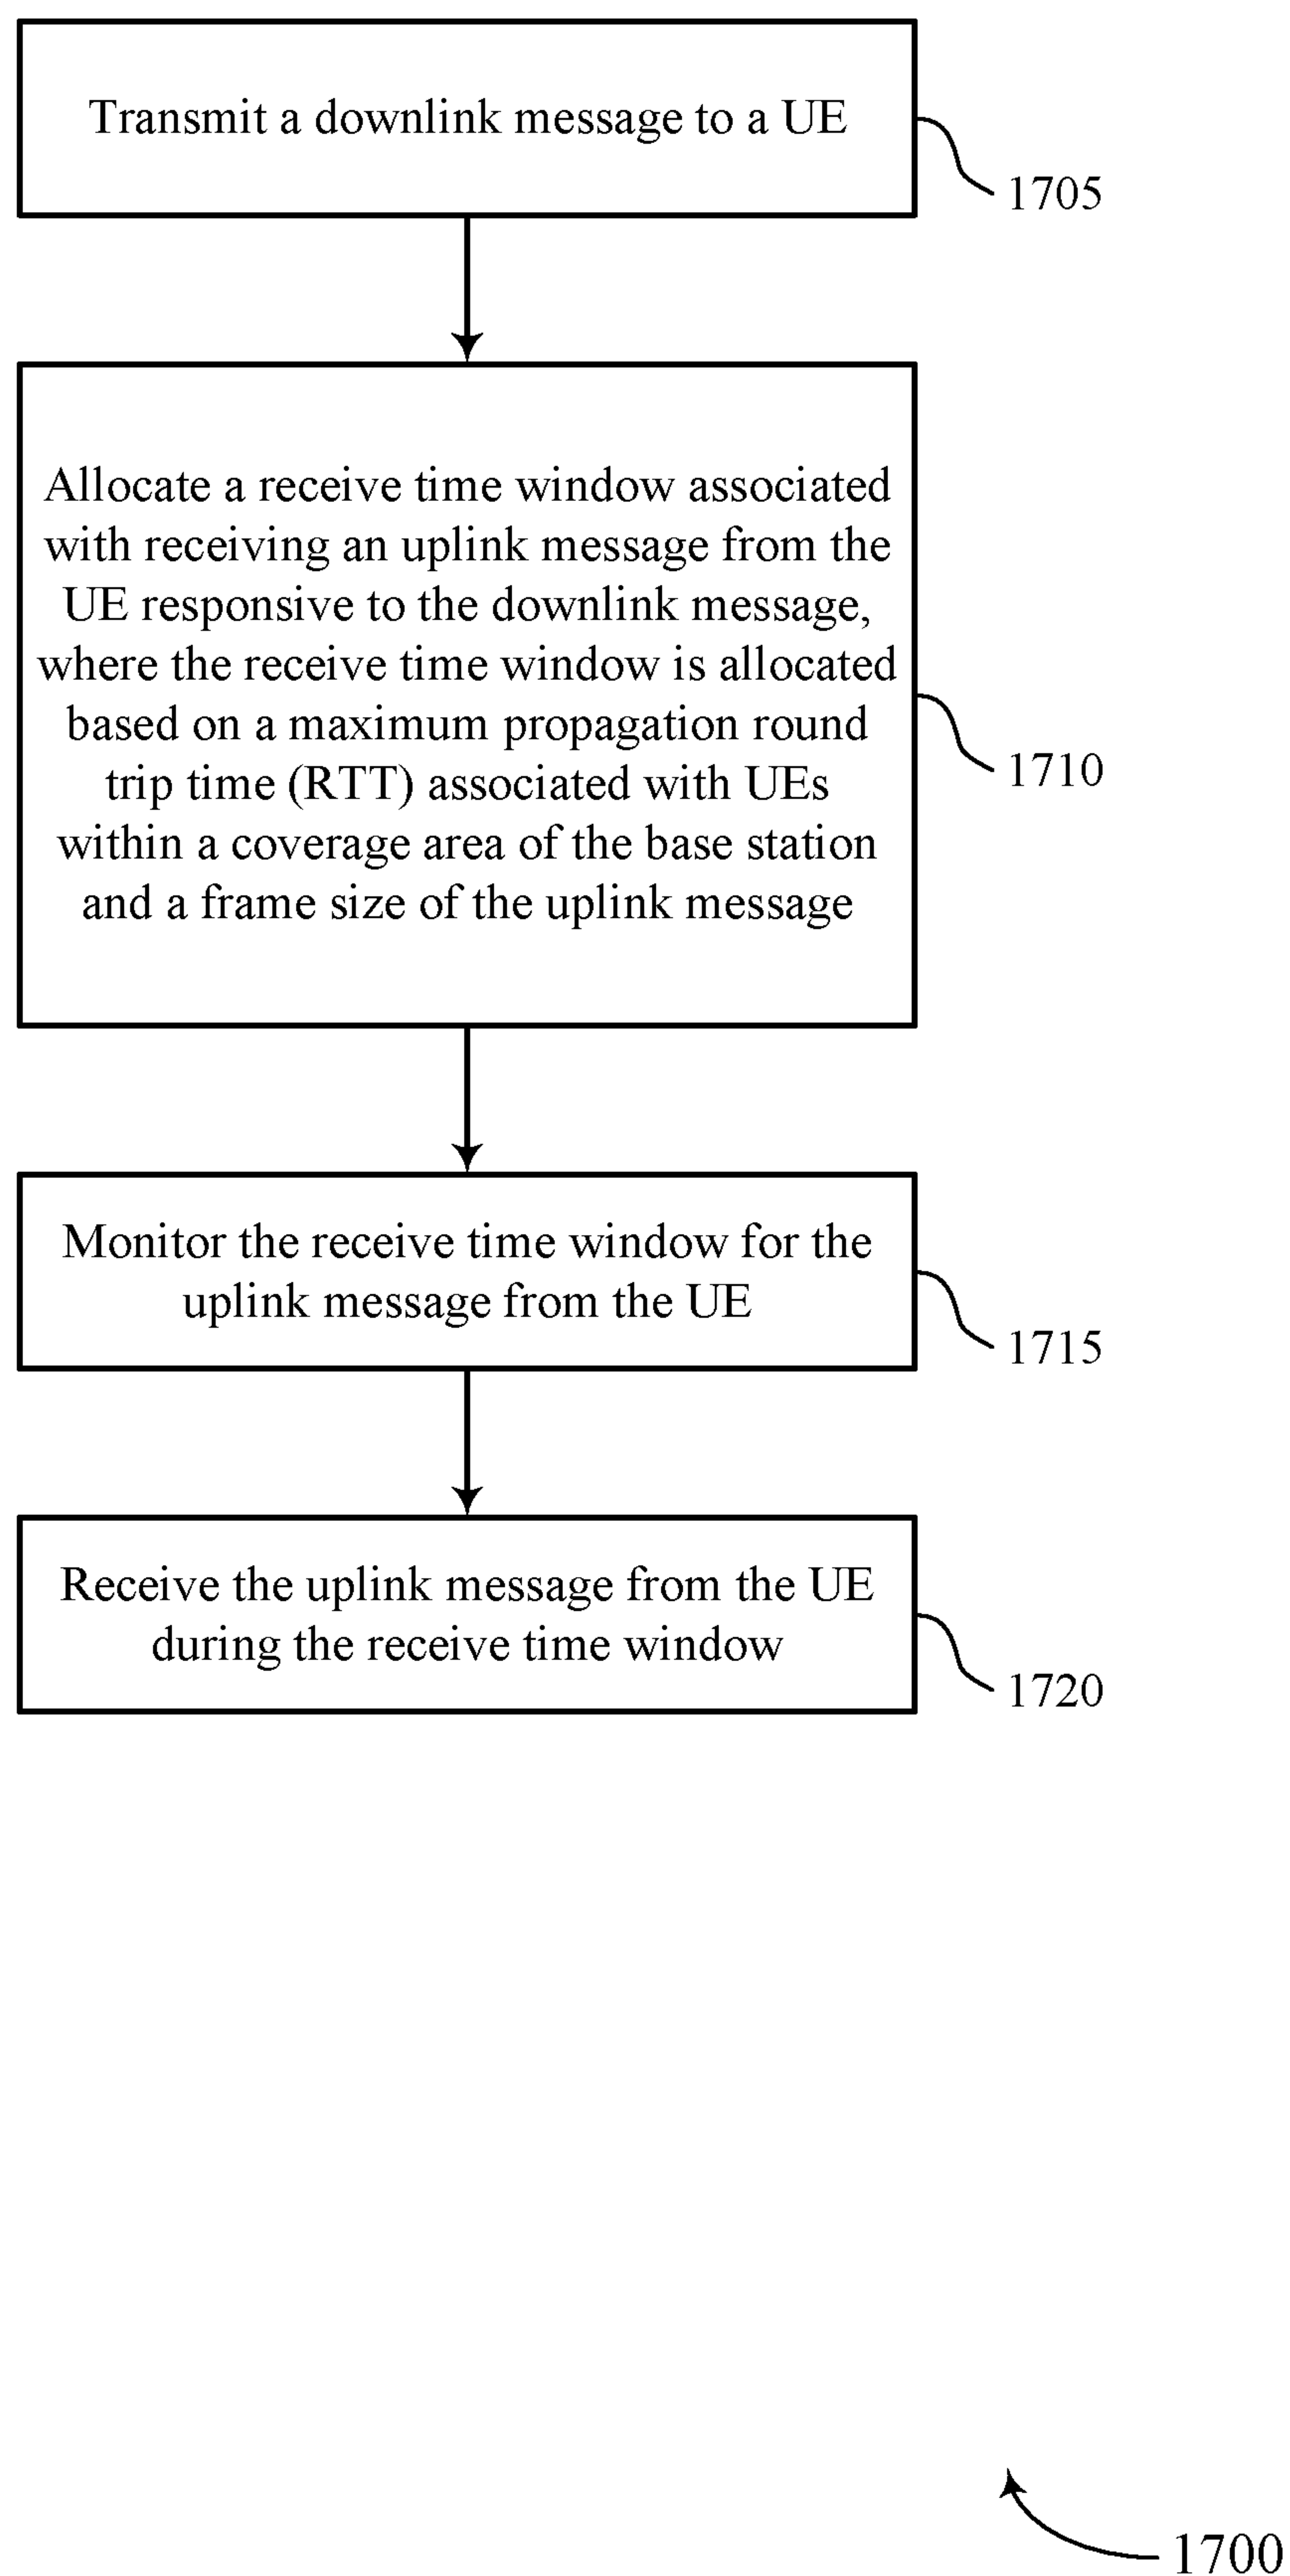 Transmit a downlink message to a UE
1705
Allocate a receive time window associated
with receiving an uplink message from the
UE responsive to the downlink message,
where the receive time window is allocated
based on a maximum propagation round
trip time (RTT) associated with UEs
within a coverage area of the base station
and a frame size of the uplink message
1710
Monitor the receive time window for the
uplink message from the UE
1715
Receive the uplink message from the UE
during the receive time window
1720
1700